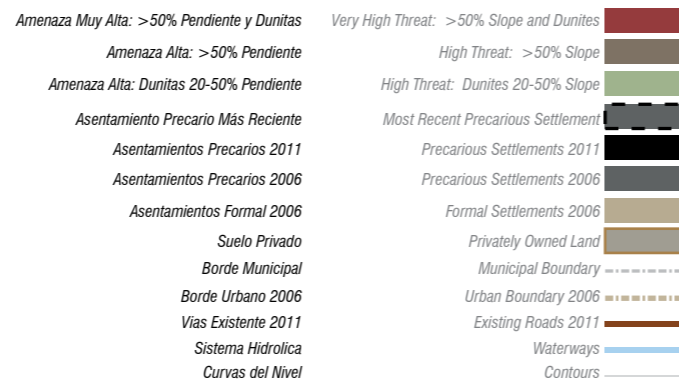 Amenaza Muy Alta: >50% Pendiente y Dunitas Very High Threat: >50% Slope and Dunites
Amenaza Alta: >50% Pendiente High Threat: >50% Slope
Amenaza Alta: Dunitas 20-50% Pendiente High Threat: Dunites 20-50% Slope
Asentamiento Precario Más Reciente Most Recent Precarious Settlement
Asentamientos Precarios 2011 Precarious Settlements 2011
Asentamientos Precarios 2006 Precarious Settlements 2006
Asentamientos Formal 2006 Formal Settlements 2006
Suelo Privado Privately Owned Land
Borde Municipal Municipal Boundary
Borde Urbano 2006 Urban Boundary 2006
Vias Existente 2011 Existing Roads 2011
Sistema Hidrolica Waterways
Curvas del Nivel Contours